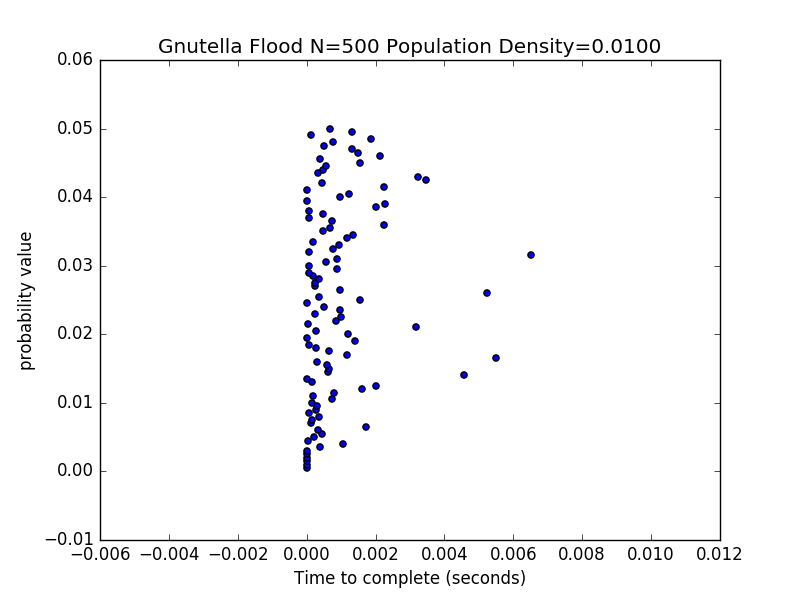 Gnutella Flood N=500 Population Density=0.0100
0.06
0.05
0.04
0.03
0.02
0.01
0.00
−0.01
probability value
−0.006 −0.004 −0.002 0.000 0.002 0.004 0.006 0.008 0.010 0.012
Time to complete (seconds)